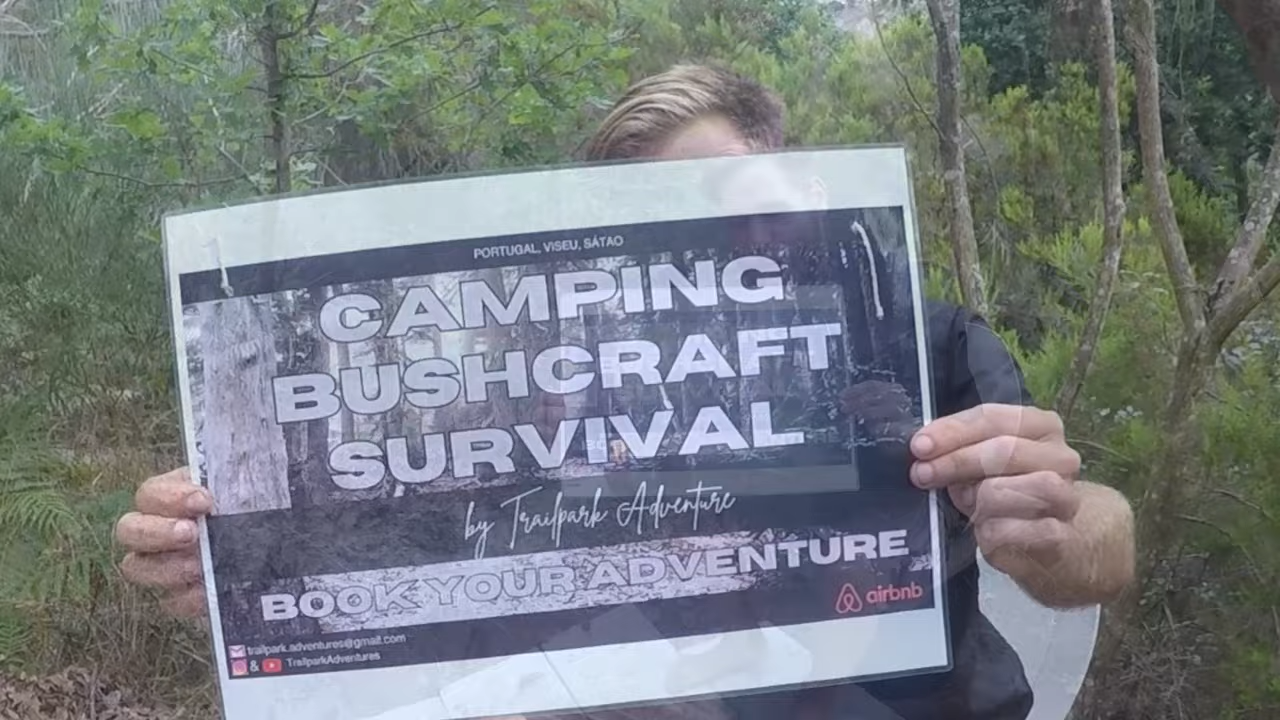 PORTUGAL, VISEU, SÁTAO
CAMPING
BUSHCRAFT
SURVIVAL
by Trailpark Adventure
BOOK YOUR ADVENTURE
airbnb
trailpark.adventures@gmail.com
& TrailparkAdventures